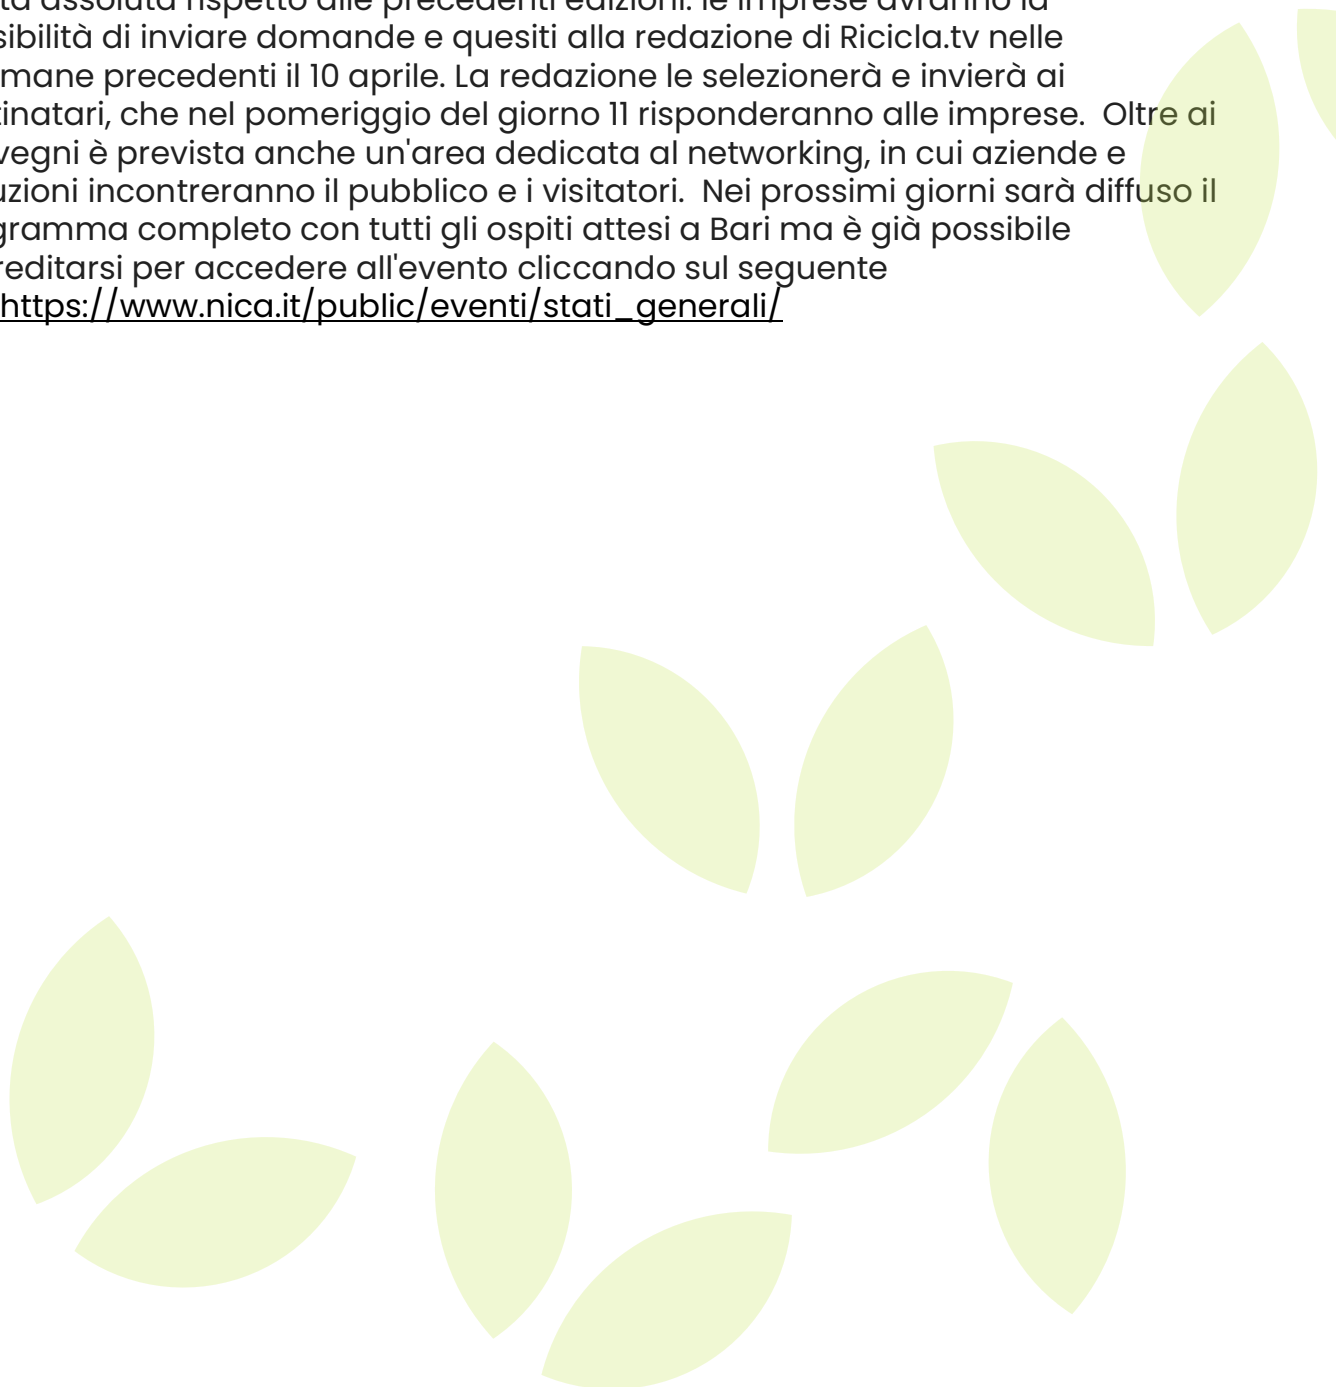 assoluta rispetto alle precedenti edizioni: le imprese avranno la
sibilità di inviare domande e quesiti alla redazione di Ricicla.tv nelle
mane precedenti il 10 aprile. La redazione le selezionerà e invierà ai
tinatari, che nel pomeriggio del giorno 11 risponderanno alle imprese.  Oltre ai
vegni è prevista anche un'area dedicata al networking, in cui aziende e
uzioni incontreranno il pubblico e i visitatori.  Nei prossimi giorni sarà diffuso il
gramma completo con tutti gli ospiti attesi a Bari ma è già possibile
reditarsi per accedere all'evento cliccando sul seguente
https://www.nica.it/public/eventi/stati_generali/